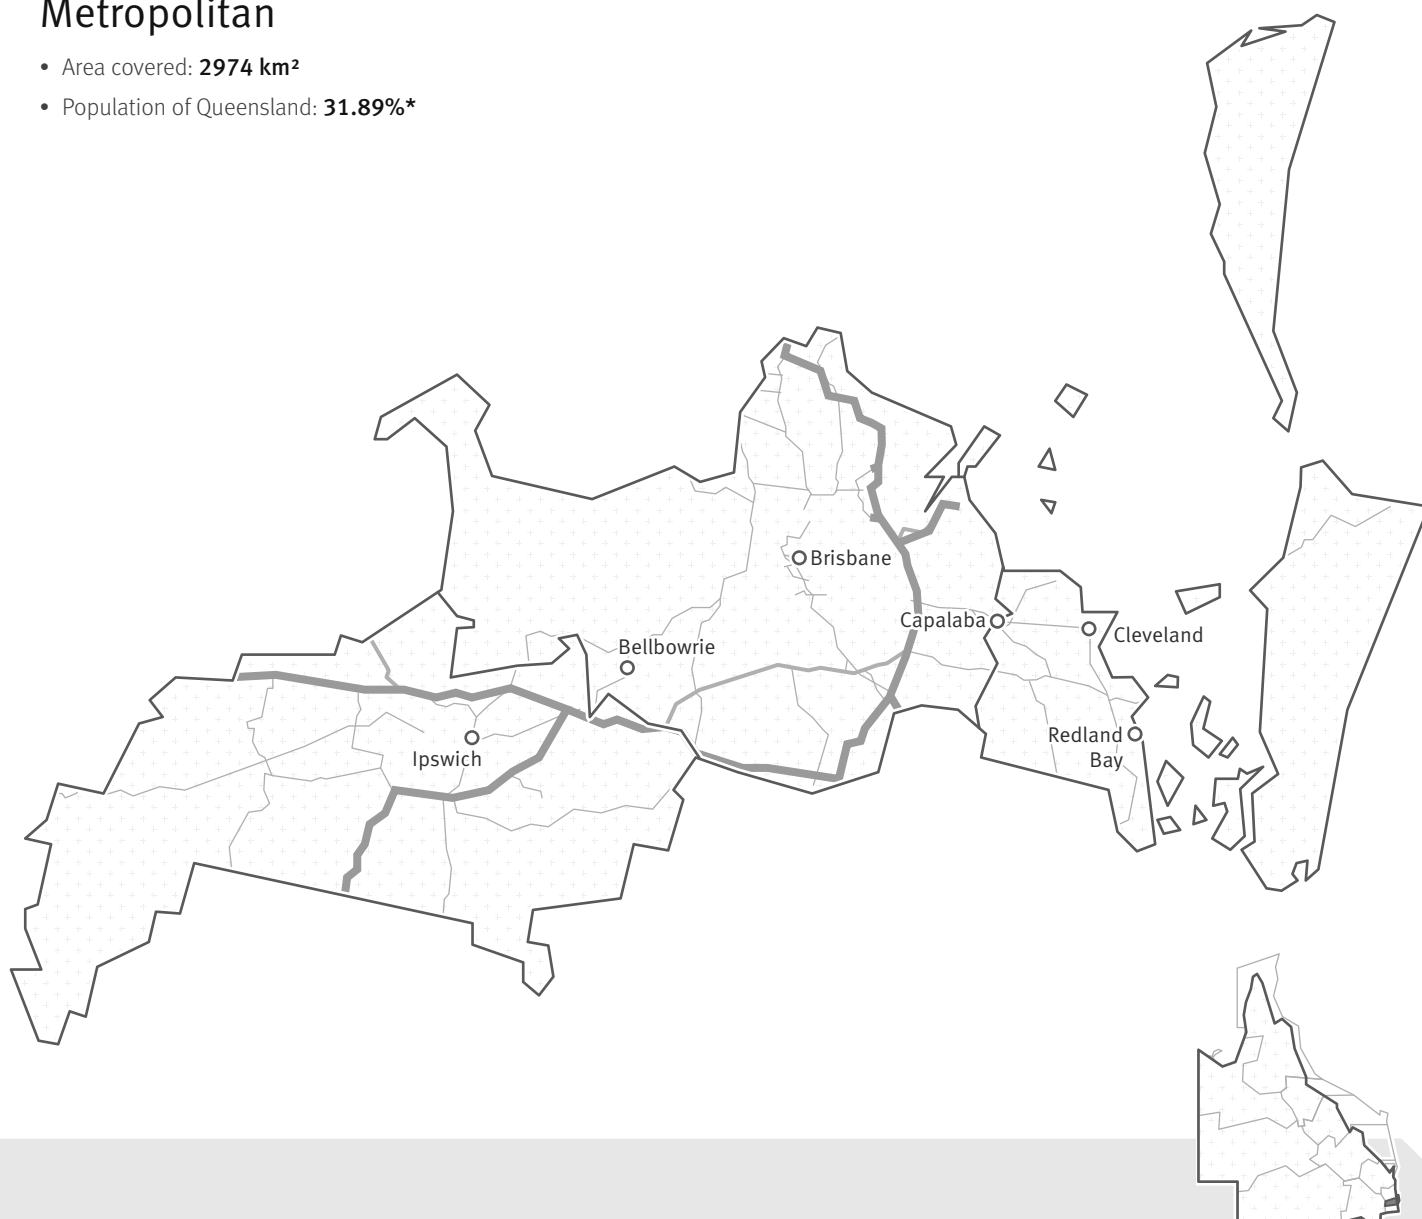 Metropolitan
• Area covered: 2974 km²
• Population of Queensland: 31.89%*
Brisbane
Capalaba
Cleveland
Bellbowrie
Redland
Bay
Ipswich